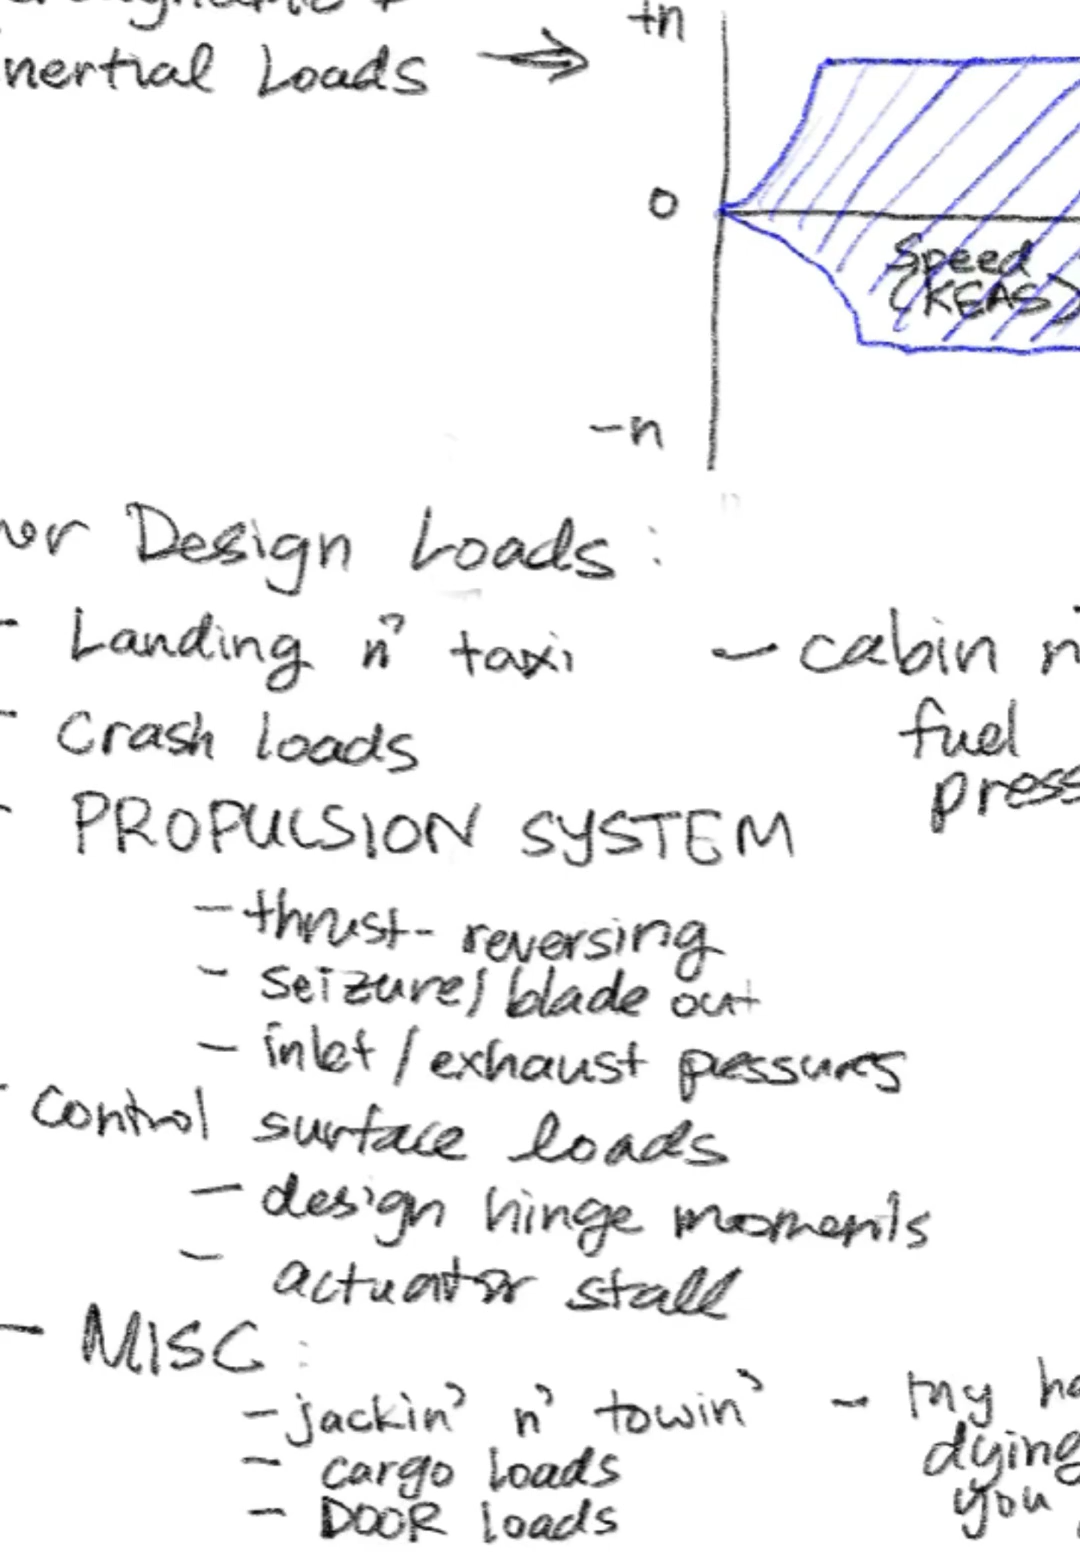 +n
nertial Loads →
0
Speed
(KEAS)
-n
Design Loads:
- Landing n' taxi
- cabin n'
fuel
press
- Crash loads
- PROPULSION SYSTEM
- thrust-reversing
- seizure/blade out
- inlet/exhaust pressures
- Control surface loads
- design hinge moments
- actuator stall
- MISC:
- jackin' n' towin'
- my ha
dying
you
- cargo loads
- DOOR loads